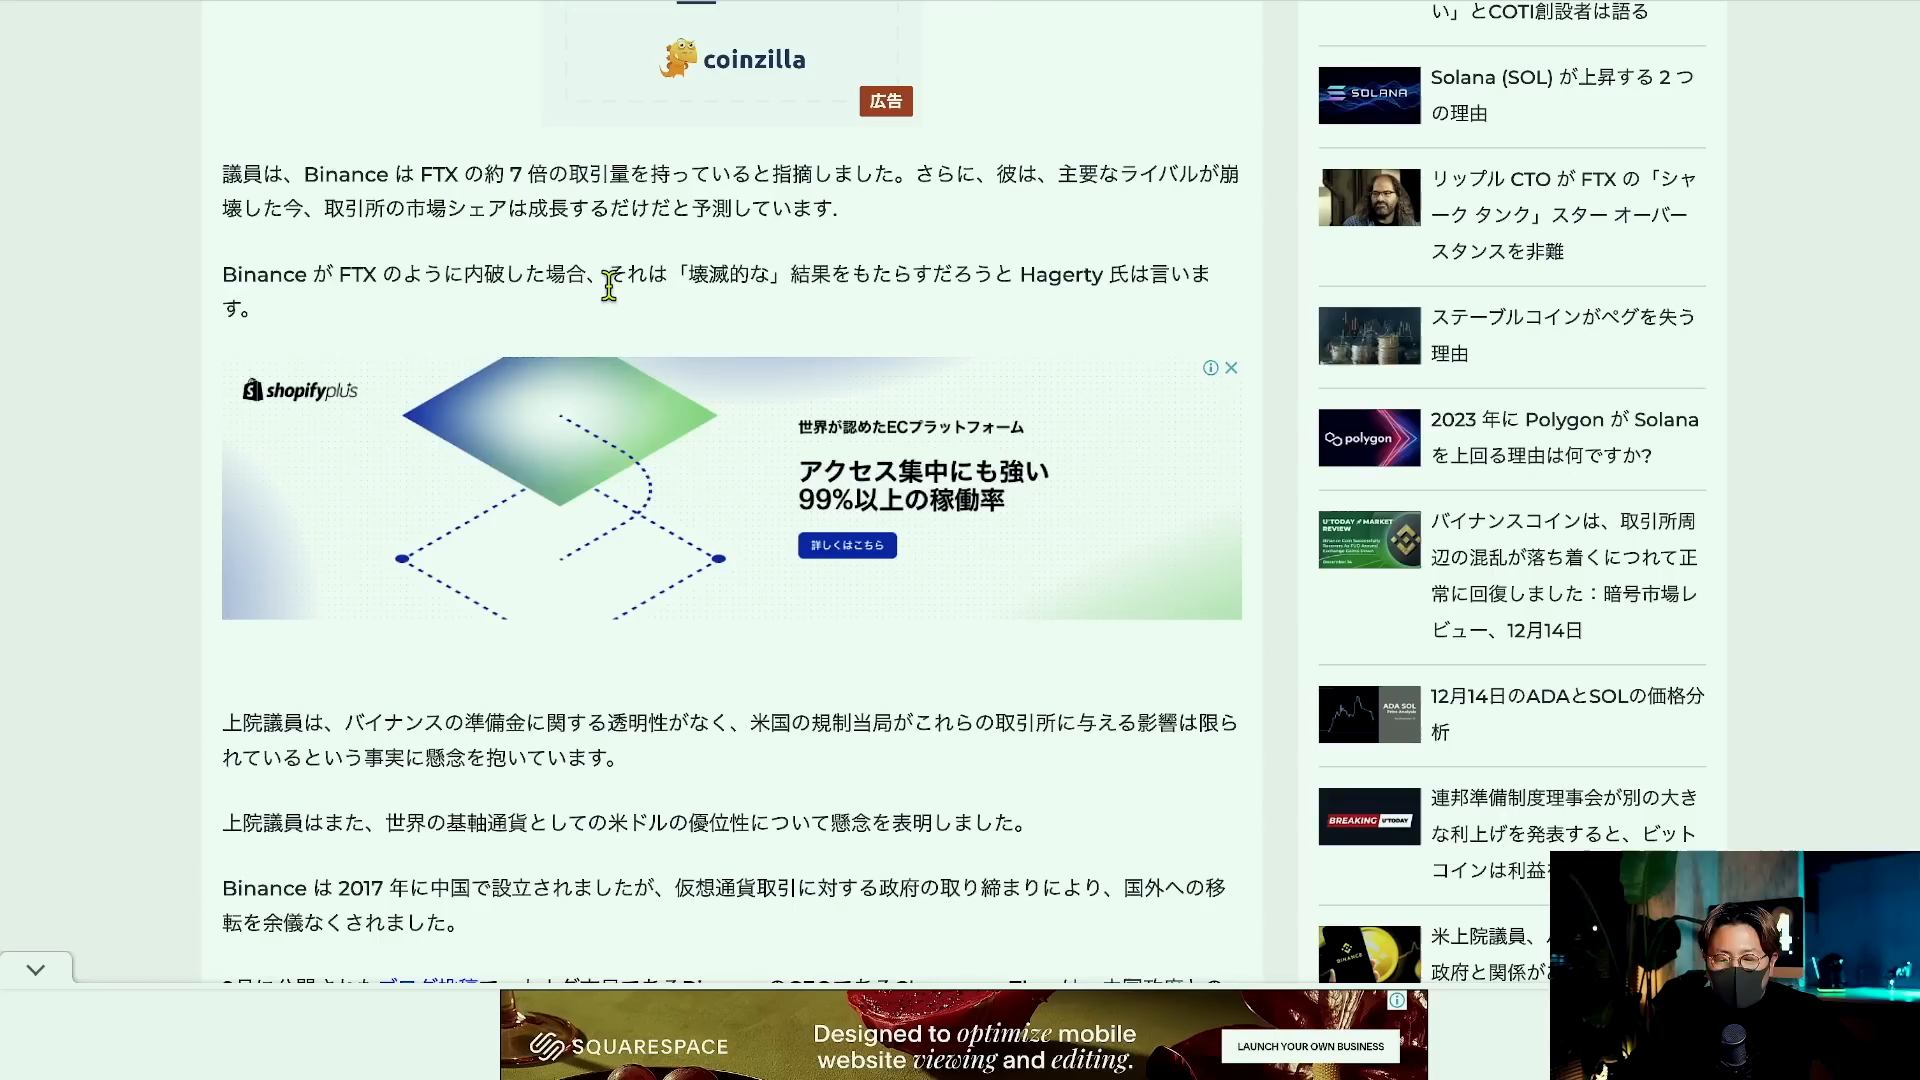 coinzilla
広告
議員は、Binance は FTX の約 7 倍の取引量を持っていると指摘しました。さらに、彼は、主要なライバルが崩
壊した今、取引所の市場シェアは成長するだけだと予測しています.
Binance が FTX のように内破した場合、それは「壊滅的な」結果をもたらすだろうと Hagerty 氏は言いま
す。
shopifyplus
世界が認めたECプラットフォーム
アクセス集中にも強い
99%以上の稼働率
詳しくはこちら
上院議員は、バイナンスの準備金に関する透明性がなく、米国の規制当局がこれらの取引所に与える影響は限ら
れているという事実に懸念を抱いています。
上院議員はまた、世界の基軸通貨としての米ドルの優位性について懸念を表明しました。
Binance は 2017 年に中国で設立されましたが、仮想通貨取引に対する政府の取り締まりにより、国外への移
転を余儀なくされました。
い」とCOTI創設者は語る
SOLANA
Solana (SOL) が上昇する 2 つ
の理由
リップル CTO が FTX の「シャ
ーク タンク」スター オーバー
スタンスを非難
ステーブルコインがペグを失う
理由
polygon
2023 年に Polygon が Solana
を上回る理由は何ですか?
U'TODAY MARKET
REVIEW
December 14
バイナンスコインは、取引所周
辺の混乱が落ち着くにつれて正
常に回復しました：暗号市場レ
ビュー、12月14日
ADA SOL
12月14日のADAとSOLの価格分
析
BREAKING U'TODAY
連邦準備制度理事会が別の大き
な利上げを発表すると、ビット
コインは利益
BINANCE
米上院議員、
政府と関係が
SQUARESPACE
Designed to optimize mobile
website viewing and editing.
LAUNCH YOUR OWN BUSINESS